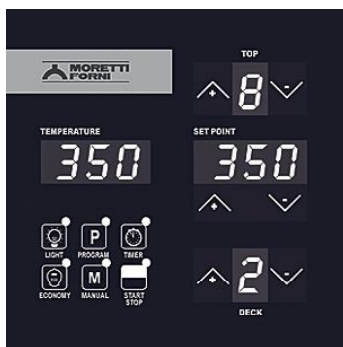 MORETTI
FORNI
TOP
+ 8 -
TEMPERATURE
SET POINT
350
350
+ -
P
LIGHT
PROGRAM
TIMER
M
ECONOMY
MANUAL
START
STOP
+ 2 -
DECK